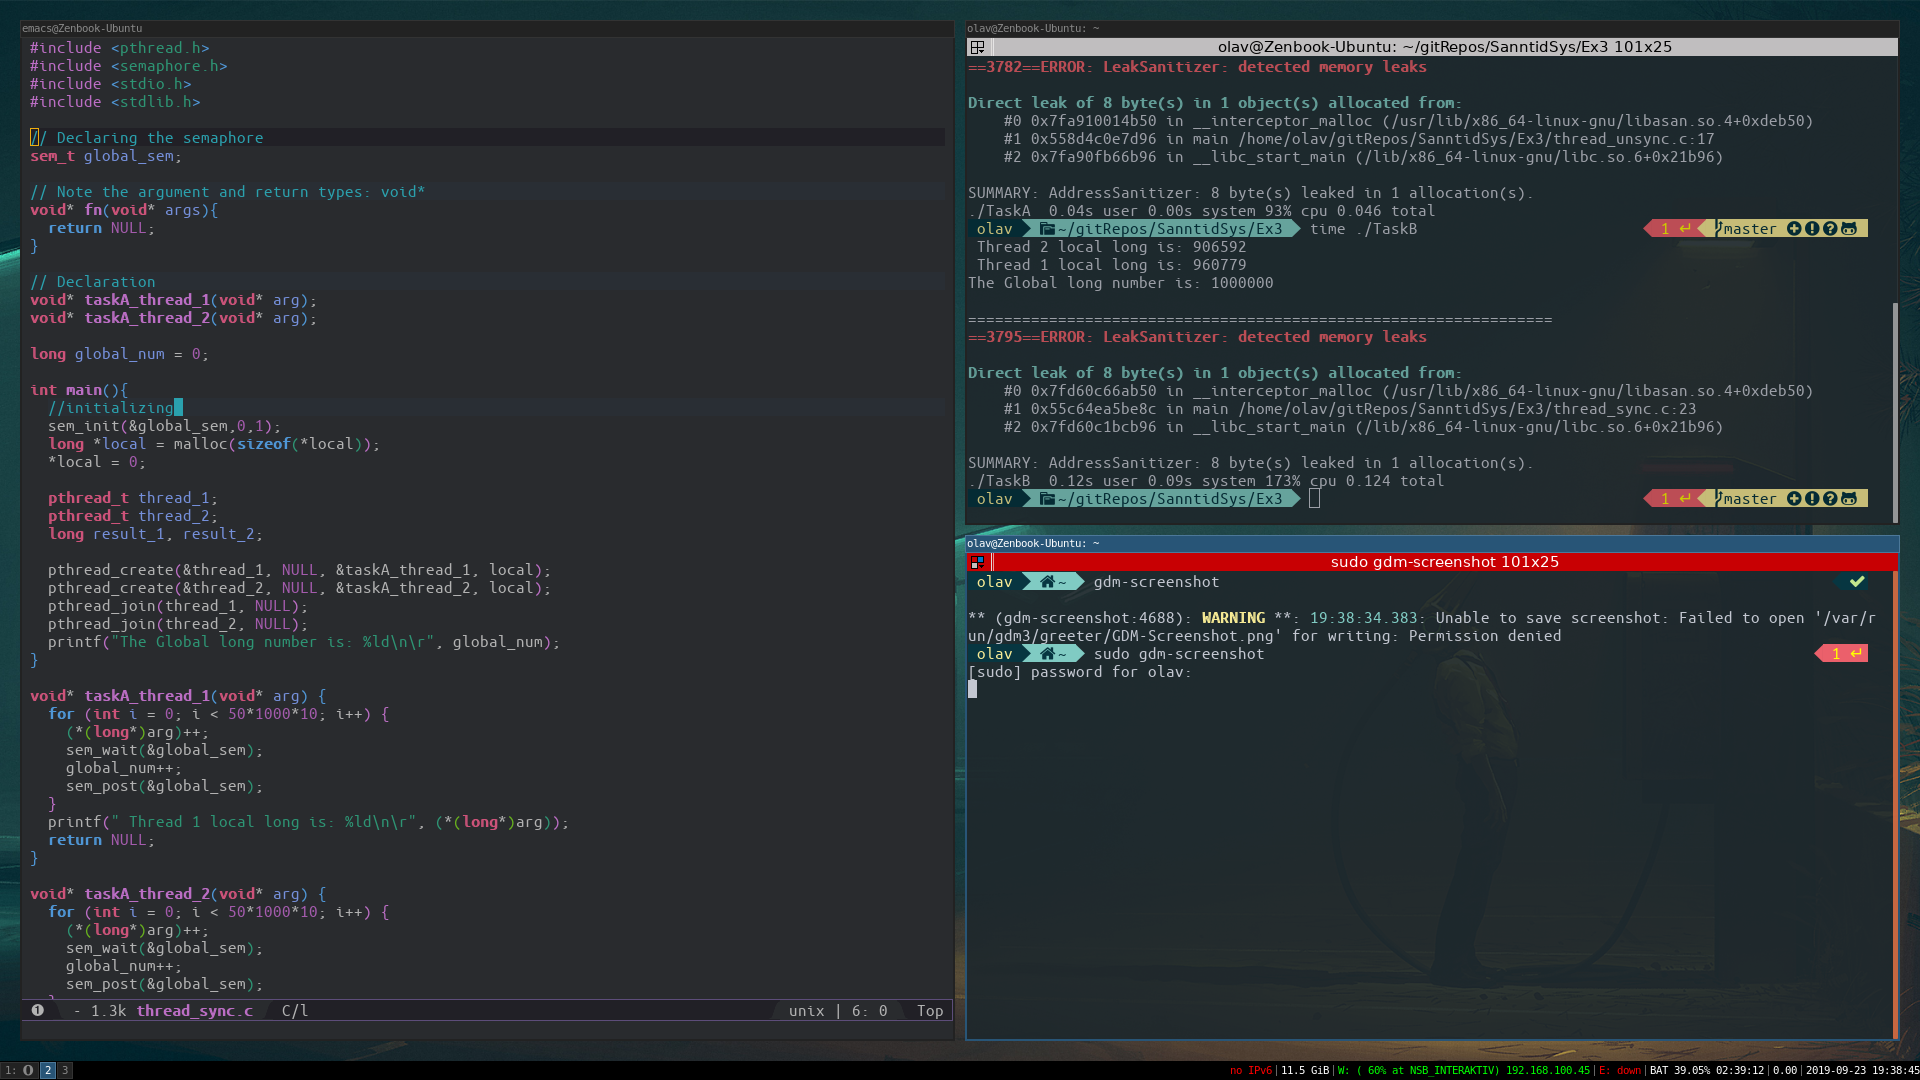 emacs@Zenbook-Ubuntu
#include <pthread.h>
#include <semaphore.h>
#include <stdio.h>
#include <stdlib.h>
// Declaring the semaphore
sem_t global_sem;
// Note the argument and return types: void*
void* fn(void* args){
  return NULL;
}
// Declaration
void* taskA_thread_1(void* arg);
void* taskA_thread_2(void* arg);
long global_num = 0;
int main(){
  //initializing
  sem_init(&global_sem,0,1);
  long *local = malloc(sizeof(*local));
  *local = 0;
  pthread_t thread_1;
  pthread_t thread_2;
  long result_1, result_2;
  pthread_create(&thread_1, NULL, &taskA_thread_1, local);
  pthread_create(&thread_2, NULL, &taskA_thread_2, local);
  pthread_join(thread_1, NULL);
  pthread_join(thread_2, NULL);
  printf("The Global long number is: %ld\n\r", global_num);
}
void* taskA_thread_1(void* arg) {
  for (int i = 0; i < 50*1000*10; i++) {
    (*(long*)arg)++;
    sem_wait(&global_sem);
    global_num++;
    sem_post(&global_sem);
  }
  printf(" Thread 1 local long is: %ld\n\r", (*(long*)arg));
  return NULL;
}
void* taskA_thread_2(void* arg) {
  for (int i = 0; i < 50*1000*10; i++) {
    (*(long*)arg)++;
    sem_wait(&global_sem);
    global_num++;
    sem_post(&global_sem);
  }
1 - 1.3k thread_sync.c C/l unix | 6: 0 Top
olav@Zenbook-Ubuntu: ~
olav@Zenbook-Ubuntu: ~/gitRepos/SanntidSys/Ex3 101x25
==3782==ERROR: LeakSanitizer: detected memory leaks
Direct leak of 8 byte(s) in 1 object(s) allocated from:
    #0 0x7fa910014b50 in __interceptor_malloc (/usr/lib/x86_64-linux-gnu/libasan.so.4+0xdeb50)
    #1 0x558d4c0e7d96 in main /home/olav/gitRepos/SanntidSys/Ex3/thread_unsync.c:17
    #2 0x7fa90fb66b96 in __libc_start_main (/lib/x86_64-linux-gnu/libc.so.6+0x21b96)
SUMMARY: AddressSanitizer: 8 byte(s) leaked in 1 allocation(s).
./TaskA  0.04s user 0.00s system 93% cpu 0.046 total
olav ~/gitRepos/SanntidSys/Ex3 time ./TaskB 1 ↵ master
 Thread 2 local long is: 906592
 Thread 1 local long is: 960779
The Global long number is: 1000000
=================================================================
==3795==ERROR: LeakSanitizer: detected memory leaks
Direct leak of 8 byte(s) in 1 object(s) allocated from:
    #0 0x7fd60c66ab50 in __interceptor_malloc (/usr/lib/x86_64-linux-gnu/libasan.so.4+0xdeb50)
    #1 0x55c64ea5be8c in main /home/olav/gitRepos/SanntidSys/Ex3/thread_sync.c:23
    #2 0x7fd60c1bcb96 in __libc_start_main (/lib/x86_64-linux-gnu/libc.so.6+0x21b96)
SUMMARY: AddressSanitizer: 8 byte(s) leaked in 1 allocation(s).
./TaskB  0.12s user 0.09s system 173% cpu 0.124 total
olav ~/gitRepos/SanntidSys/Ex3 1 ↵ master
olav@Zenbook-Ubuntu: ~
sudo gdm-screenshot 101x25
olav ~ gdm-screenshot
** (gdm-screenshot:4688): WARNING **: 19:38:34.383: Unable to save screenshot: Failed to open '/var/r
un/gdm3/greeter/GDM-Screenshot.png' for writing: Permission denied
olav ~ sudo gdm-screenshot 1 ↵
[sudo] password for olav:
1: 2 3 no IPv6|11.5 GiB|W: ( 60% at NSB_INTERAKTIV) 192.168.100.45|E: down|BAT 39.05% 02:39:12|0.00|2019-09-23 19:38:45